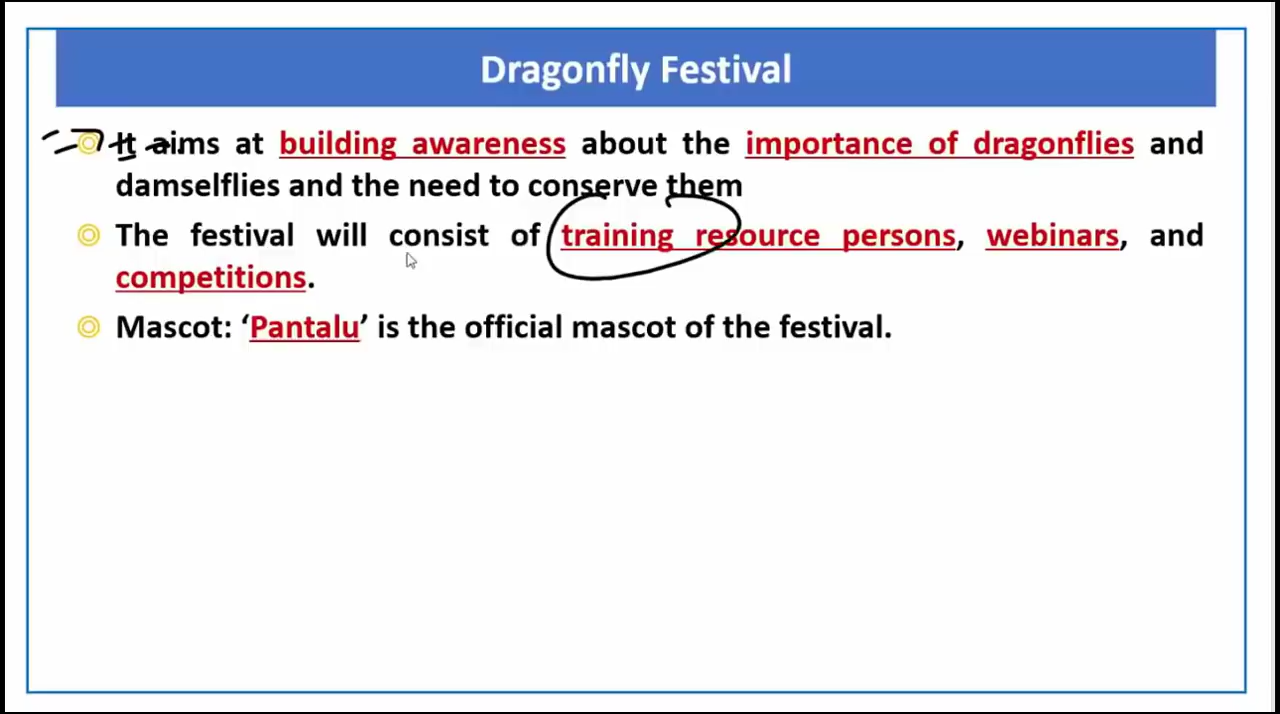 Dragonfly Festival
It aims at building awareness about the importance of dragonflies and
damselflies and the need to conserve them
The festival will consist of training resource persons, webinars, and
competitions.
Mascot: ‘Pantalu’ is the official mascot of the festival.